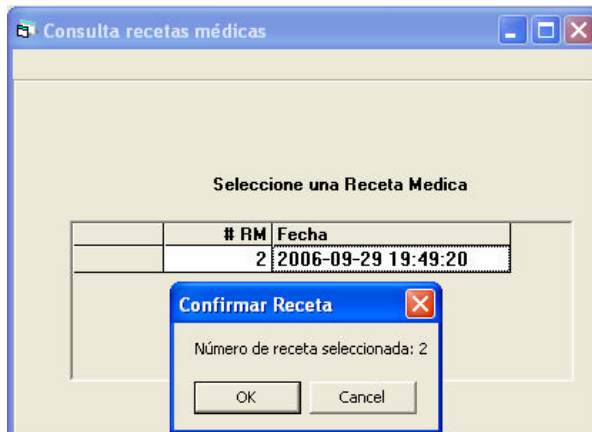 Consulta recetas médicas
Seleccione una Receta Medica
# RM Fecha
2 2006-09-29 19:49:20
Confirmar Receta
Número de receta seleccionada: 2
OK Cancel